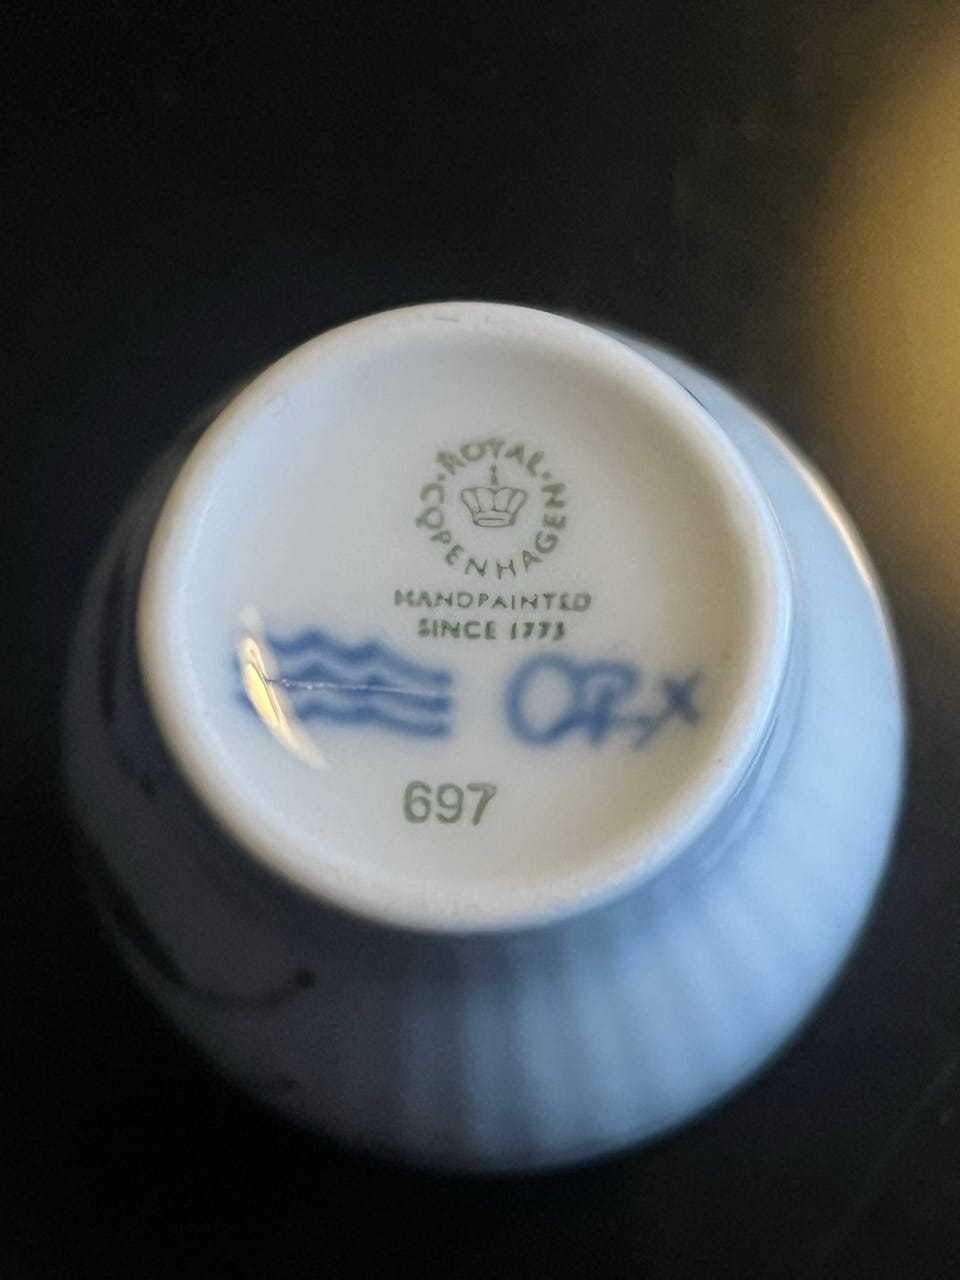 ROYAL · COPENHAGEN
HANDPAINTED
SINCE 1775
697